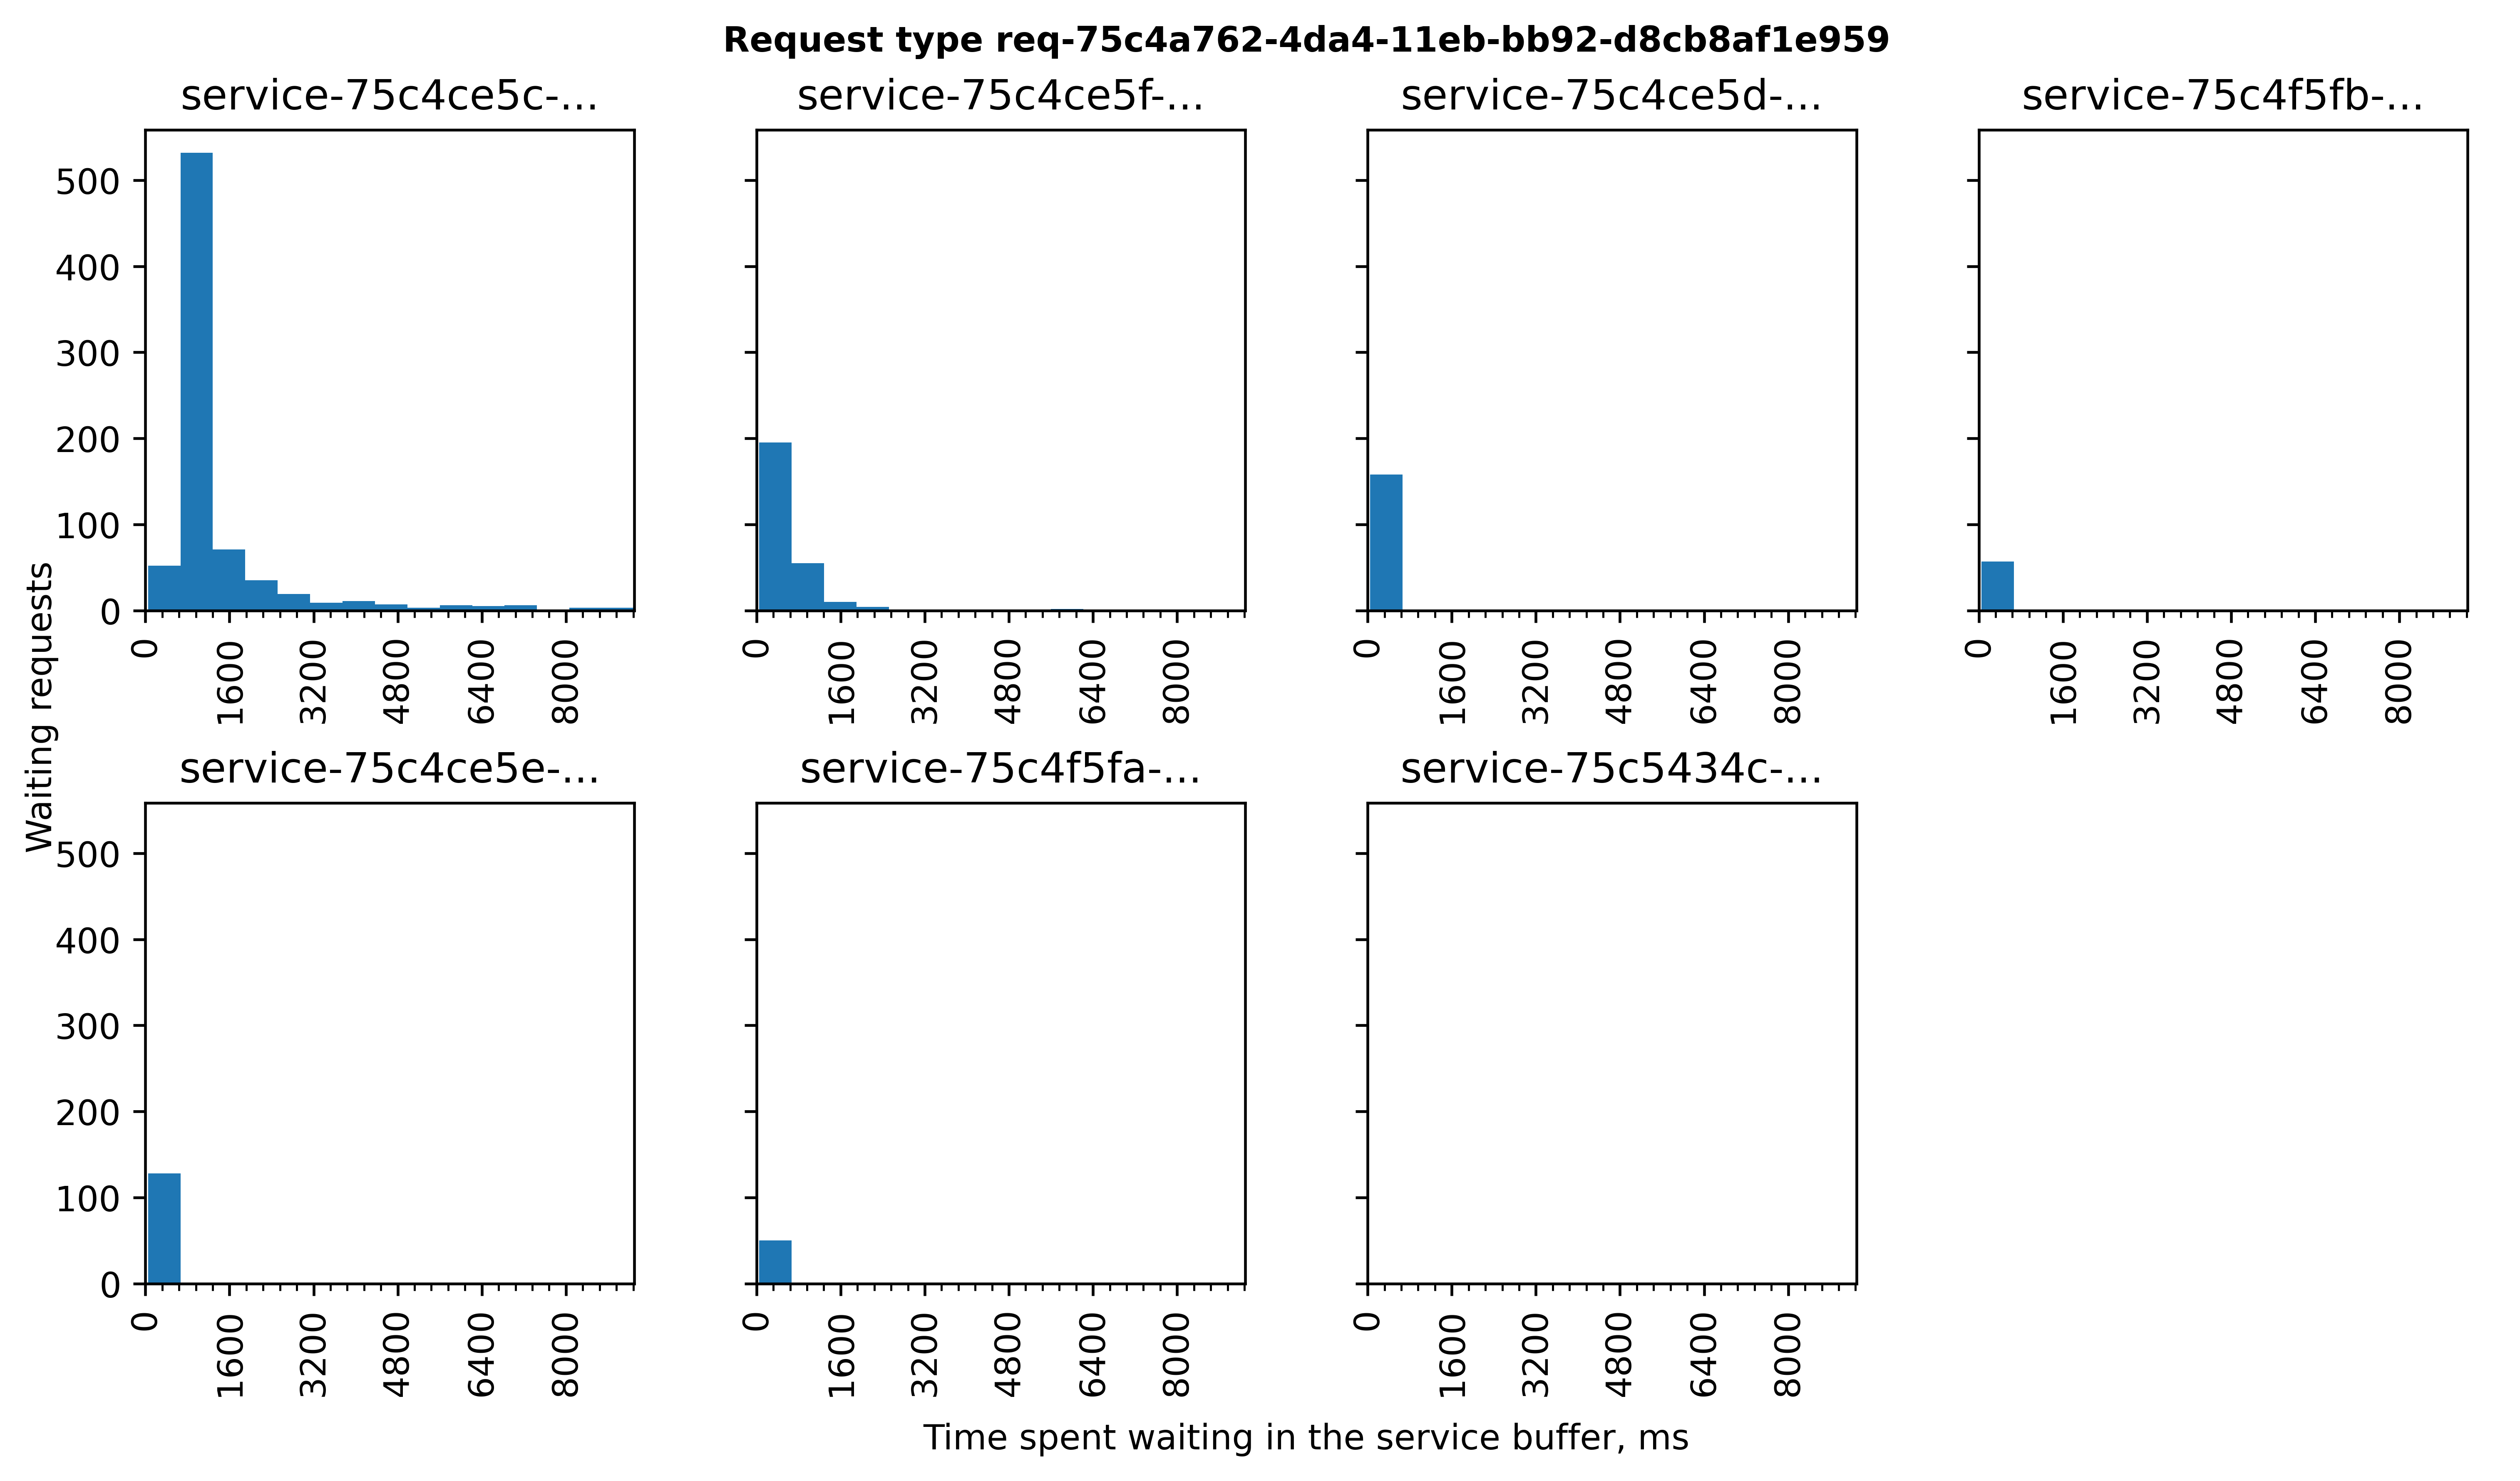 Request type req-75c4a762-4da4-11eb-bb92-d8cb8af1e959
service-75c4ce5c-...
service-75c4ce5f-...
service-75c4ce5d-...
service-75c4f5fb-...
500
400
300
200
100
0
0 1600 3200 4800 6400 8000
0 1600 3200 4800 6400 8000
0 1600 3200 4800 6400 8000
0 1600 3200 4800 6400 8000
Waiting requests
service-75c4ce5e-...
service-75c4f5fa-...
service-75c5434c-...
500
400
300
200
100
0
0 1600 3200 4800 6400 8000
0 1600 3200 4800 6400 8000
0 1600 3200 4800 6400 8000
Time spent waiting in the service buffer, ms